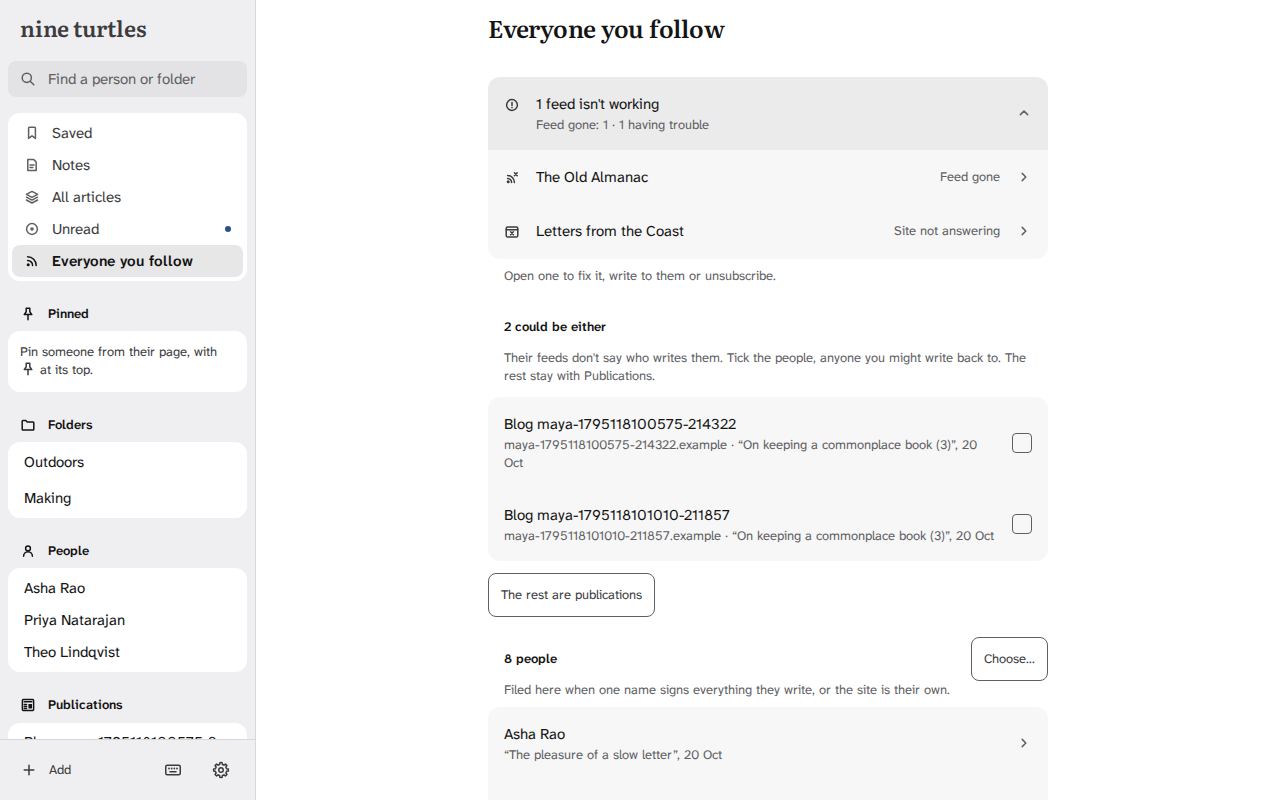 nine turtles
Find a person or folder
Saved
Notes
All articles
Unread
Everyone you follow
Pinned
Pin someone from their page, with
at its top.
Folders
Outdoors
Making
People
Asha Rao
Priya Natarajan
Theo Lindqvist
Publications
Add
Everyone you follow
1 feed isn't working
Feed gone: 1 · 1 having trouble
The Old Almanac
Feed gone
Letters from the Coast
Site not answering
Open one to fix it, write to them or unsubscribe.
2 could be either
Their feeds don't say who writes them. Tick the people, anyone you might write back to. The
rest stay with Publications.
Blog maya-1795118100575-214322
maya-1795118100575-214322.example · “On keeping a commonplace book (3)”, 20
Oct
Blog maya-1795118101010-211857
maya-1795118101010-211857.example · “On keeping a commonplace book (3)”, 20 Oct
The rest are publications
8 people
Choose…
Filed here when one name signs everything they write, or the site is their own.
Asha Rao
“The pleasure of a slow letter”, 20 Oct